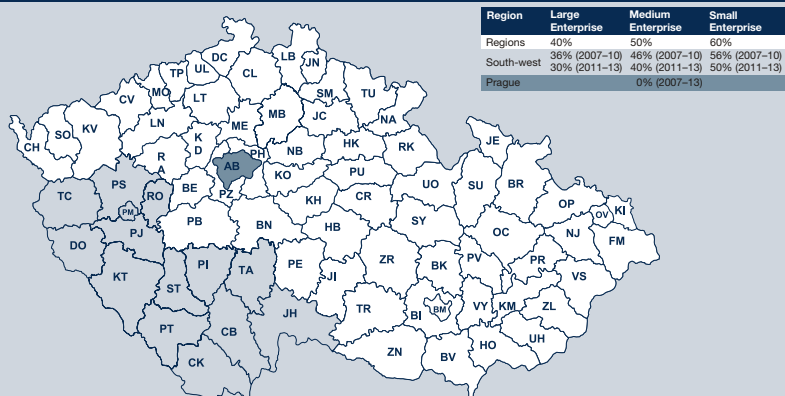 Region Large Enterprise Medium Enterprise Small Enterprise
Regions 40% 50% 60%
South-west 36% (2007–10) 46% (2007–10) 56% (2007–10)
30% (2011–13) 40% (2011–13) 50% (2011–13)
Prague 0% (2007–13)
DC LB JN
TP UL CL
CV MO LT SM TU
MB JC NA
CH SO KV LN ME
K D NB HK RK JE
R A AB PH
TC PS RO BE PZ KO PU UO SU BR
PM KH CR OP OV KI
DO PJ PB BN HB SY OC NJ FM
KT ST PI TA PE JI ZR BK PV PR VS
PT CB JH TR BI BM VY KM ZL
CK ZN BV HO UH